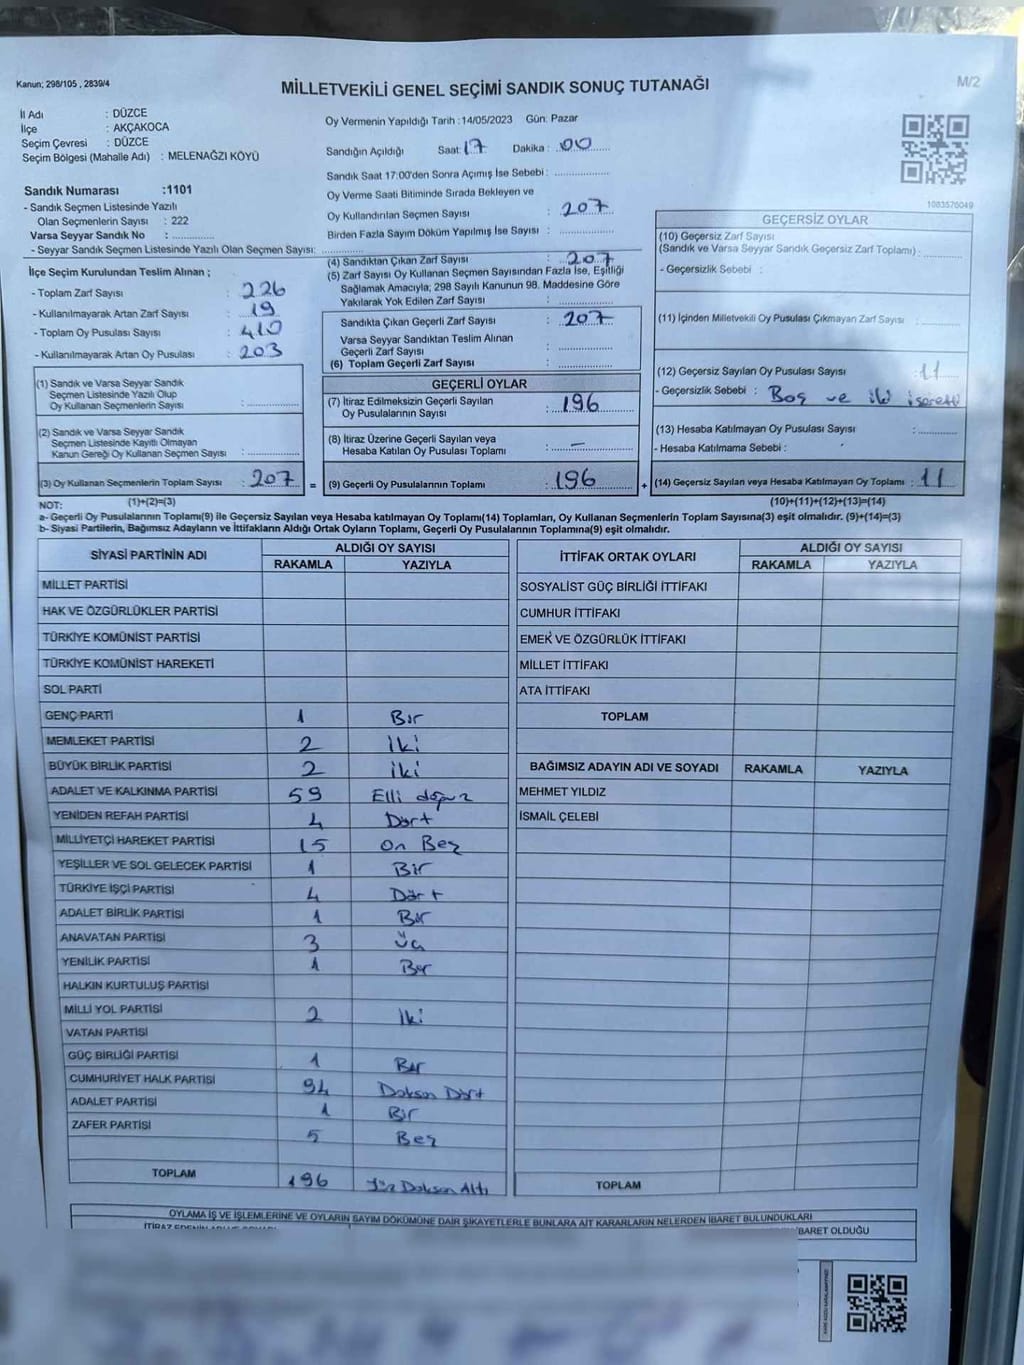 Kanun; 298/105 , 2839/4
MİLLETVEKİLİ GENEL SEÇİMİ SANDIK SONUÇ TUTANAĞI
M/2
İl Adı : DÜZCE
İlçe : AKÇAKOCA
Seçim Çevresi : DÜZCE
Seçim Bölgesi (Mahalle Adı) : MELENAĞZI KÖYÜ
Sandık Numarası :1101
- Sandık Seçmen Listesinde Yazılı
Olan Seçmenlerin Sayısı : 222
Varsa Seyyar Sandık No :
- Seyyar Sandık Seçmen Listesinde Yazılı Olan Seçmen Sayısı:
Oy Vermenin Yapıldığı Tarih :14/05/2023 Gün: Pazar
Sandığın Açıldığı Saat: 17 Dakika : 00
Sandık Saat 17:00'den Sonra Açımış İse Sebebi :
Oy Verme Saati Bitiminde Sırada Bekleyen ve
Oy Kullandırılan Seçmen Sayısı : 207
Birden Fazla Sayım Döküm Yapılmış İse Sayısı :
1083576049
İlçe Seçim Kurulundan Teslim Alınan ;
- Toplam Zarf Sayısı : 226
- Kullanılmayarak Artan Zarf Sayısı : 19
- Toplam Oy Pusulası Sayısı : 410
- Kullanılmayarak Artan Oy Pusulası : 203
(4) Sandıktan Çıkan Zarf Sayısı : 207
(5) Zarf Sayısı Oy Kullanan Seçmen Sayısından Fazla İse, Eşitliği
Sağlamak Amacıyla; 298 Sayılı Kanunun 98. Maddesine Göre
Yakılarak Yok Edilen Zarf Sayısı :
Sandıkta Çıkan Geçerli Zarf Sayısı : 207
Varsa Seyyar Sandıktan Teslim Alınan
Geçerli Zarf Sayısı :
(6) Toplam Geçerli Zarf Sayısı :
GEÇERSİZ OYLAR
(10) Geçersiz Zarf Sayısı
(Sandık ve Varsa Seyyar Sandık Geçersiz Zarf Toplamı) :
- Geçersizlik Sebebi :
(11) İçinden Milletvekili Oy Pusulası Çıkmayan Zarf Sayısı :
(12) Geçersiz Sayılan Oy Pusulası Sayısı : 11
- Geçersizlik Sebebi : Boş ve iki işaretli
(13) Hesaba Katılmayan Oy Pusulası Sayısı :
- Hesaba Katılmama Sebebi :
(1) Sandık ve Varsa Seyyar Sandık
Seçmen Listesinde Yazılı Olup
Oy Kullanan Seçmenlerin Sayısı :
(2) Sandık ve Varsa Seyyar Sandık
Seçmen Listesinde Kayıtlı Olmayan
Kanun Gereği Oy Kullanan Seçmen Sayısı :
GEÇERLİ OYLAR
(7) İtiraz Edilmeksizin Geçerli Sayılan
Oy Pusulalarının Sayısı : 196
(8) İtiraz Üzerine Geçerli Sayılan veya
Hesaba Katılan Oy Pusulası Toplamı : -
(3) Oy Kullanan Seçmenlerin Toplam Sayısı : 207 = (9) Geçerli Oy Pusulalarının Toplamı : 196 + (14) Geçersiz Sayılan veya Hesaba Katılmayan Oy Toplamı : 11
NOT: (1)+(2)=(3) (10)+(11)+(12)+(13)=(14)
a- Geçerli Oy Pusulalarının Toplamı(9) ile Geçersiz Sayılan veya Hesaba katılmayan Oy Toplamı(14) Toplamları, Oy Kullanan Seçmenlerin Toplam Sayısına(3) eşit olmalıdır. (9)+(14)=(3)
b- Siyasi Partilerin, Bağımsız Adayların ve İttifakların Aldığı Ortak Oyların Toplamı, Geçerli Oy Pusulalarının Toplamına(9) eşit olmalıdır.
SİYASİ PARTİNİN ADI ALDIĞI OY SAYISI
RAKAMLA YAZIYLA
MİLLET PARTİSİ
HAK VE ÖZGÜRLÜKLER PARTİSİ
TÜRKİYE KOMÜNİST PARTİSİ
TÜRKİYE KOMÜNİST HAREKETİ
SOL PARTİ
GENÇ PARTİ 1 Bir
MEMLEKET PARTİSİ 2 İki
BÜYÜK BİRLİK PARTİSİ 2 İki
ADALET VE KALKINMA PARTİSİ 59 Elli dokuz
YENİDEN REFAH PARTİSİ 4 Dört
MİLLİYETÇİ HAREKET PARTİSİ 15 On Beş
YEŞİLLER VE SOL GELECEK PARTİSİ 1 Bir
TÜRKİYE İŞÇİ PARTİSİ 4 Dört
ADALET BİRLİK PARTİSİ 1 Bir
ANAVATAN PARTİSİ 3 Üç
YENİLİK PARTİSİ 1 Bir
HALKIN KURTULUŞ PARTİSİ
MİLLİ YOL PARTİSİ 2 İki
VATAN PARTİSİ
GÜÇ BİRLİĞİ PARTİSİ 1 Bir
CUMHURİYET HALK PARTİSİ 94 Doksan Dört
ADALET PARTİSİ 1 Bir
ZAFER PARTİSİ 5 Beş
TOPLAM 196 Yüz Doksan Altı
İTTİFAK ORTAK OYLARI ALDIĞI OY SAYISI
RAKAMLA YAZIYLA
SOSYALİST GÜÇ BİRLİĞİ İTTİFAKI
CUMHUR İTTİFAKI
EMEK VE ÖZGÜRLÜK İTTİFAKI
MİLLET İTTİFAKI
ATA İTTİFAKI
TOPLAM
BAĞIMSIZ ADAYIN ADI VE SOYADI RAKAMLA YAZIYLA
MEHMET YILDIZ
İSMAİL ÇELEBİ
TOPLAM
OYLAMA İŞ VE İŞLEMLERİNE VE OYLARIN SAYIM DÖKÜMÜNE DAİR ŞİKAYETLERLE BUNLARA AİT KARARLARIN NELERDEN İBARET BULUNDUKLARI
İBARET OLDUĞU